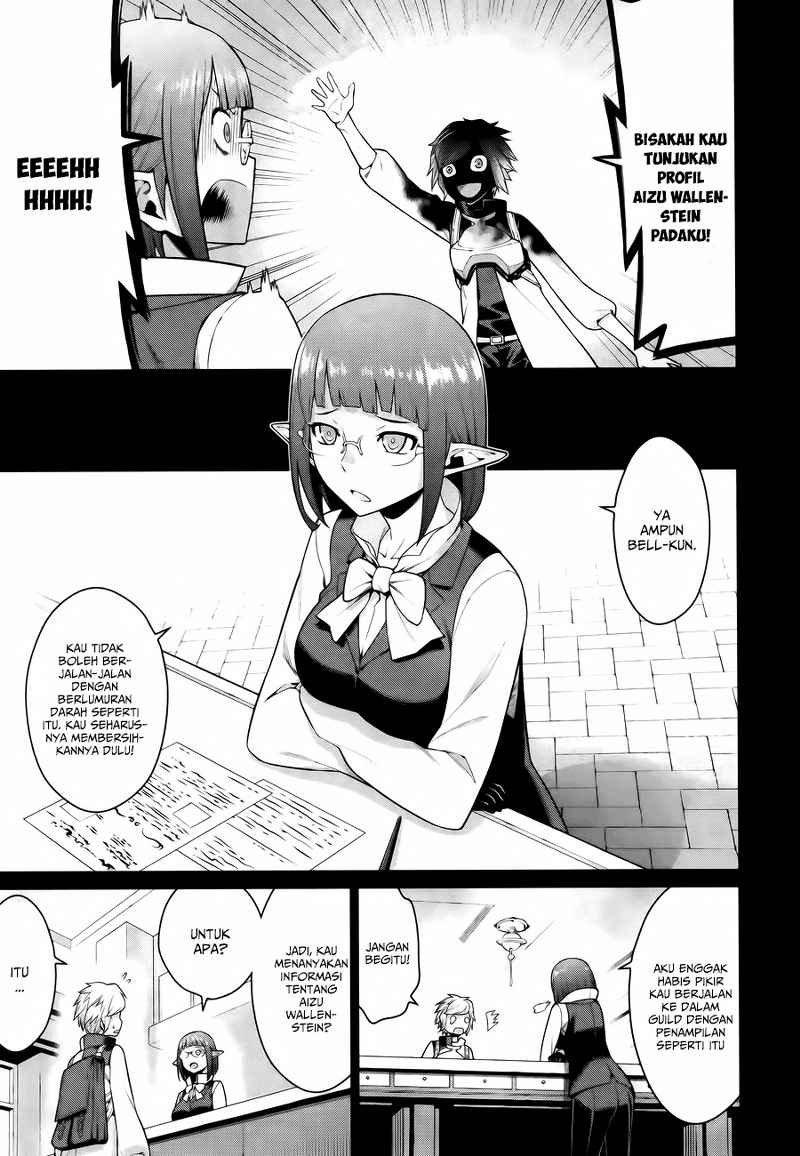 BISAKAH KAU
TUNJUKAN
PROFIL
AIZU WALLEN-
STEIN
PADAKU!
EEEEHH
HHHH!
YA
AMPUN
BELL-KUN.
KAU TIDAK
BOLEH BER-
JALAN-JALAN
DENGAN
BERLUMURAN
DARAH SEPERTI
ITU. KAU SEHARUS-
NYA MEMBERSIH-
KANNYA DULU!
AKU ENGGAK
HABIS PIKIR
KAU BERJALAN
KE DALAM
GUILD DENGAN
PENAMPILAN
SEPERTI ITU
JANGAN
BEGITU!
JADI, KAU
MENANYAKAN
INFORMASI
TENTANG
AIZU
WALLEN-
STEIN?
UNTUK
APA?
ITU
...